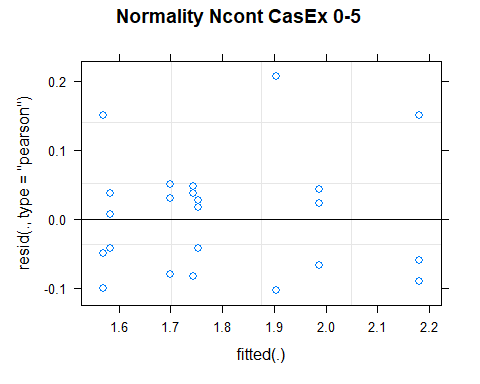 Normality Ncont CasEx 0-5
resid(., type = "pearson")
0.2
0.1
0.0
-0.1
1.6 1.7 1.8 1.9 2.0 2.1 2.2
fitted(.)